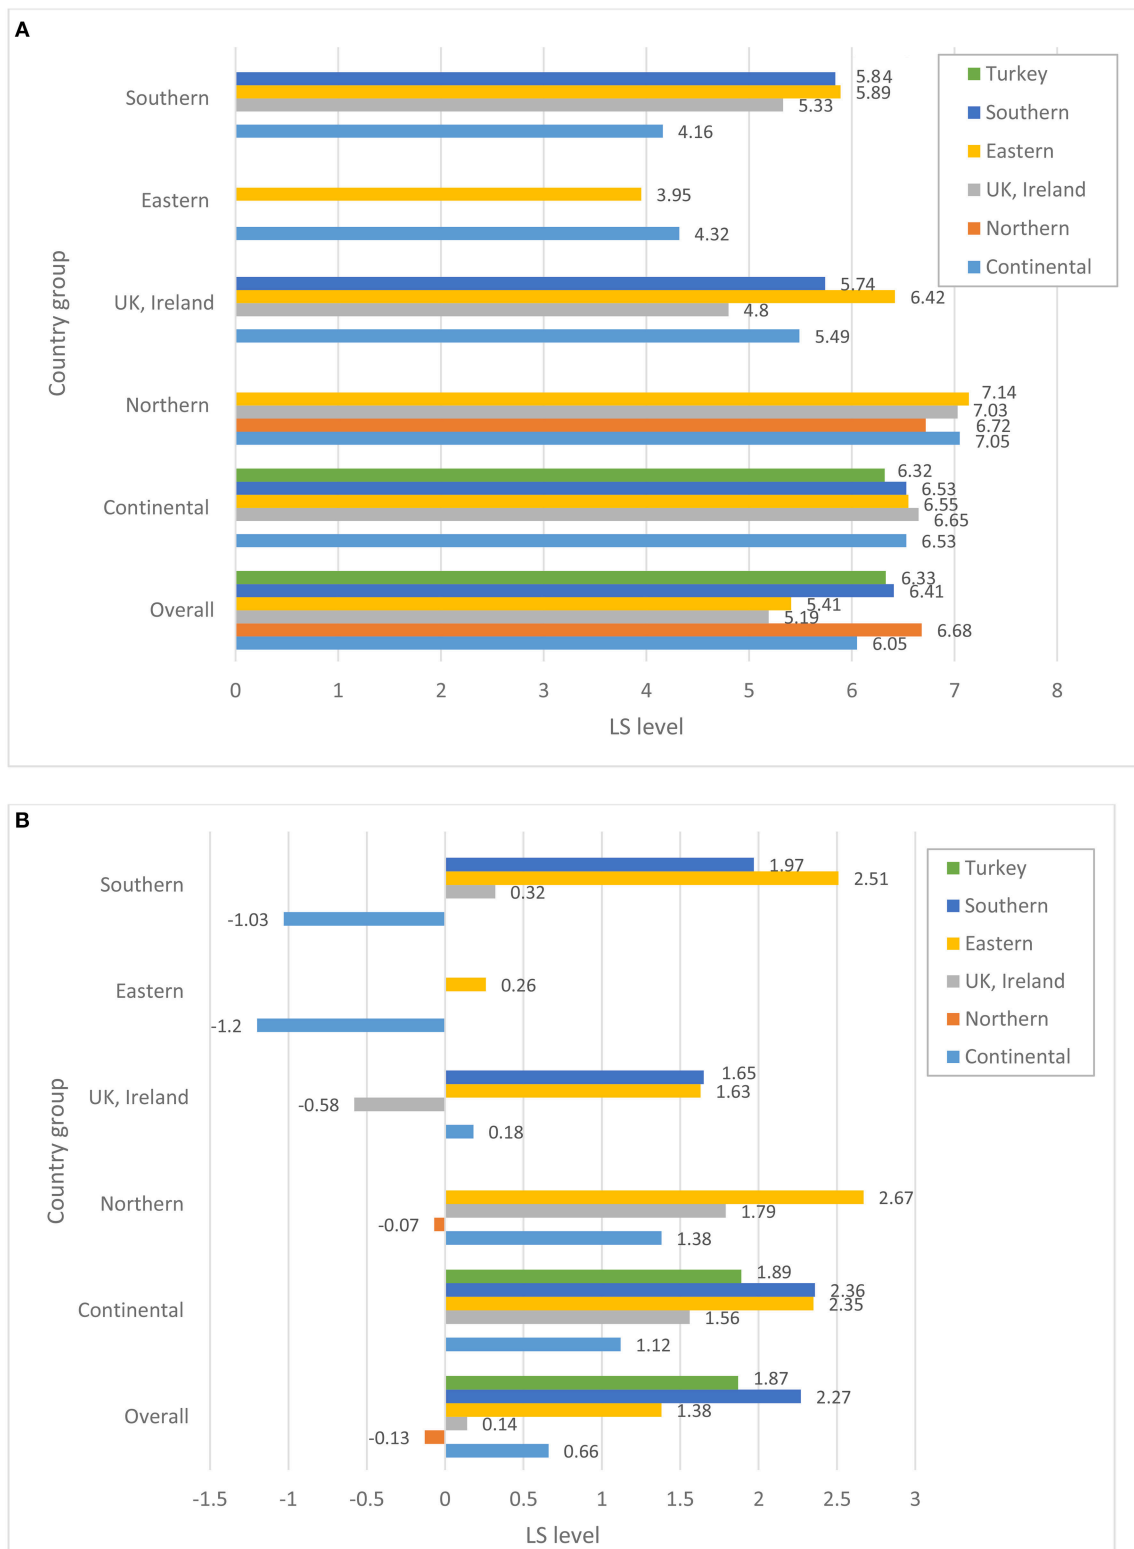 A
Southern
5.84
5.89
5.33
4.16
Eastern
3.95
4.32
UK, Ireland
5.74
6.42
4.8
5.49
Northern
7.14
7.03
6.72
7.05
Continental
6.32
6.53
6.55
6.65
6.53
Overall
6.33
6.41
5.41
5.19
6.68
6.05
Country group
0 1 2 3 4 5 6 7 8
LS level
Turkey
Southern
Eastern
UK, Ireland
Northern
Continental
B
Southern
1.97
2.51
0.32
-1.03
Eastern
0.26
-1.2
UK, Ireland
1.65
1.63
-0.58
0.18
Northern
2.67
1.79
-0.07
1.38
Continental
1.89
2.36
2.35
1.56
1.12
Overall
1.87
2.27
1.38
0.14
-0.13
0.66
Country group
-1.5 -1 -0.5 0 0.5 1 1.5 2 2.5 3
LS level
Turkey
Southern
Eastern
UK, Ireland
Northern
Continental